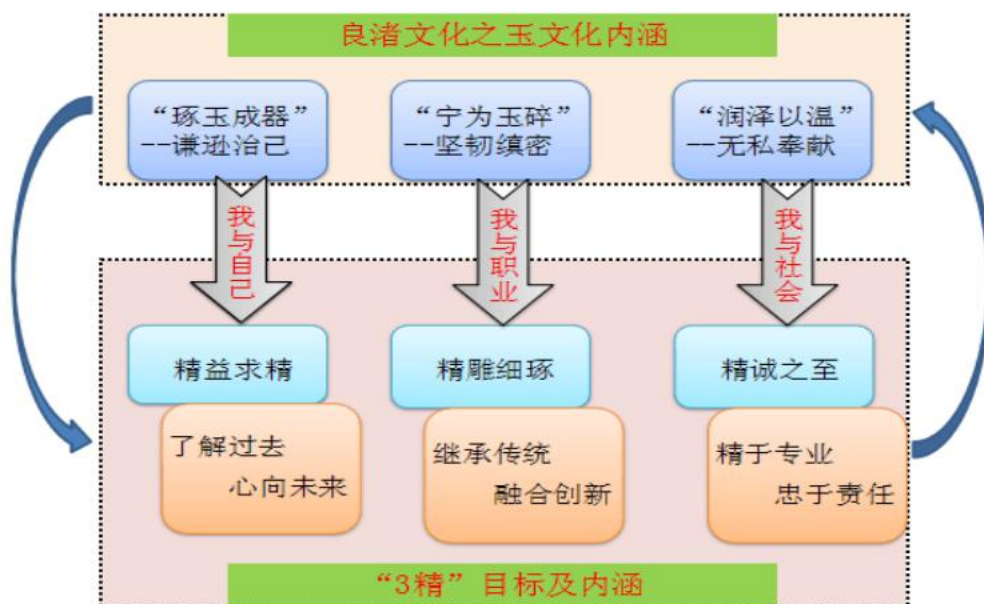 良渚文化之玉文化内涵
“琢玉成器”
--谦逊治己
“宁为玉碎”
--坚韧缜密
“润泽以温”
--无私奉献
我与自己
我与职业
我与社会
精益求精
精雕细琢
精诚之至
了解过去
心向未来
继承传统
融合创新
精于专业
忠于责任
“3精”目标及内涵